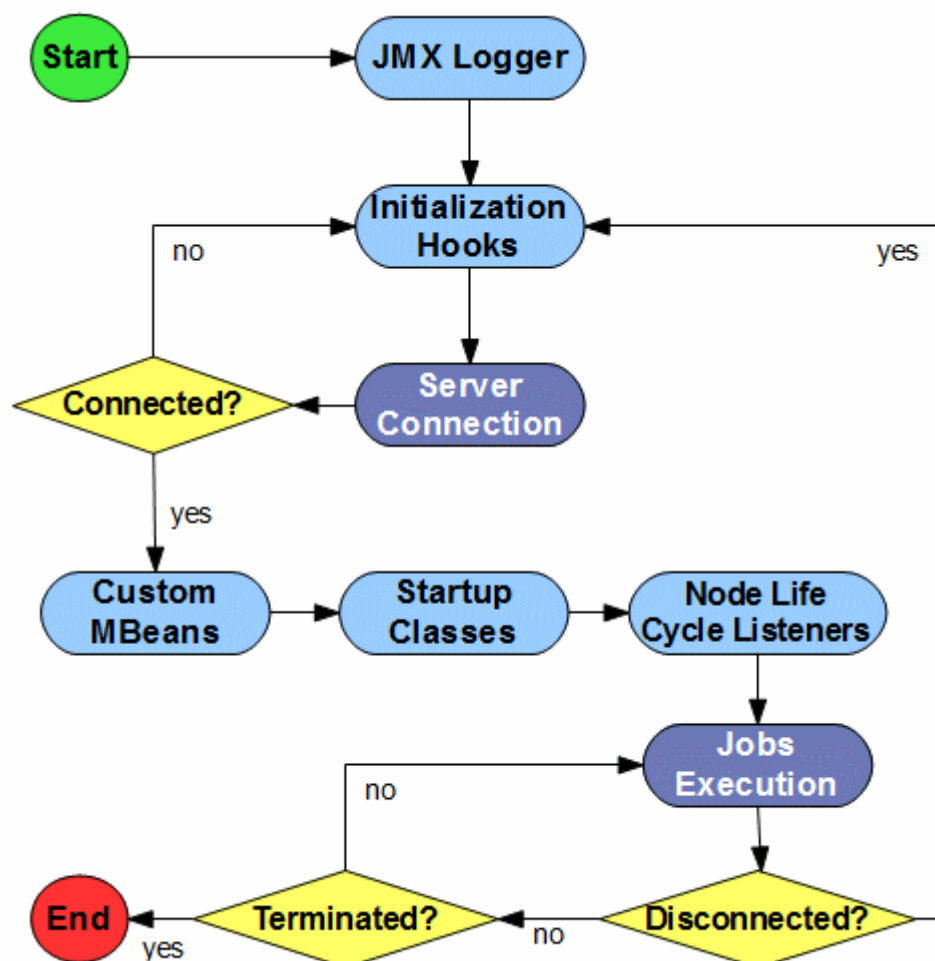 Start
JMX Logger
Initialization
Hooks
no
yes
Connected?
Server
Connection
yes
Custom
MBeans
Startup
Classes
Node Life
Cycle Listeners
Jobs
Execution
no
End
yes
Terminated?
no
Disconnected?